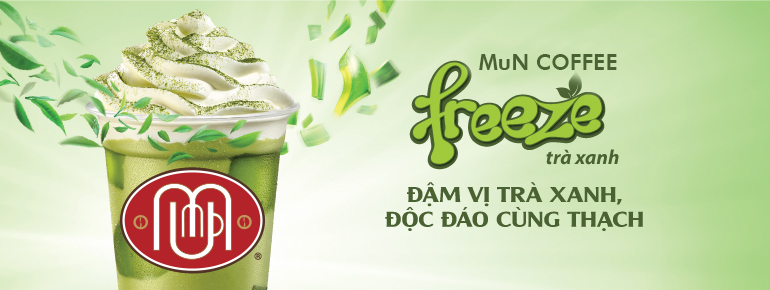 MuN COFFEE
freeze
trà xanh
ĐẬM VỊ TRÀ XANH,
ĐỘC ĐÁO CÙNG THẠCH
®